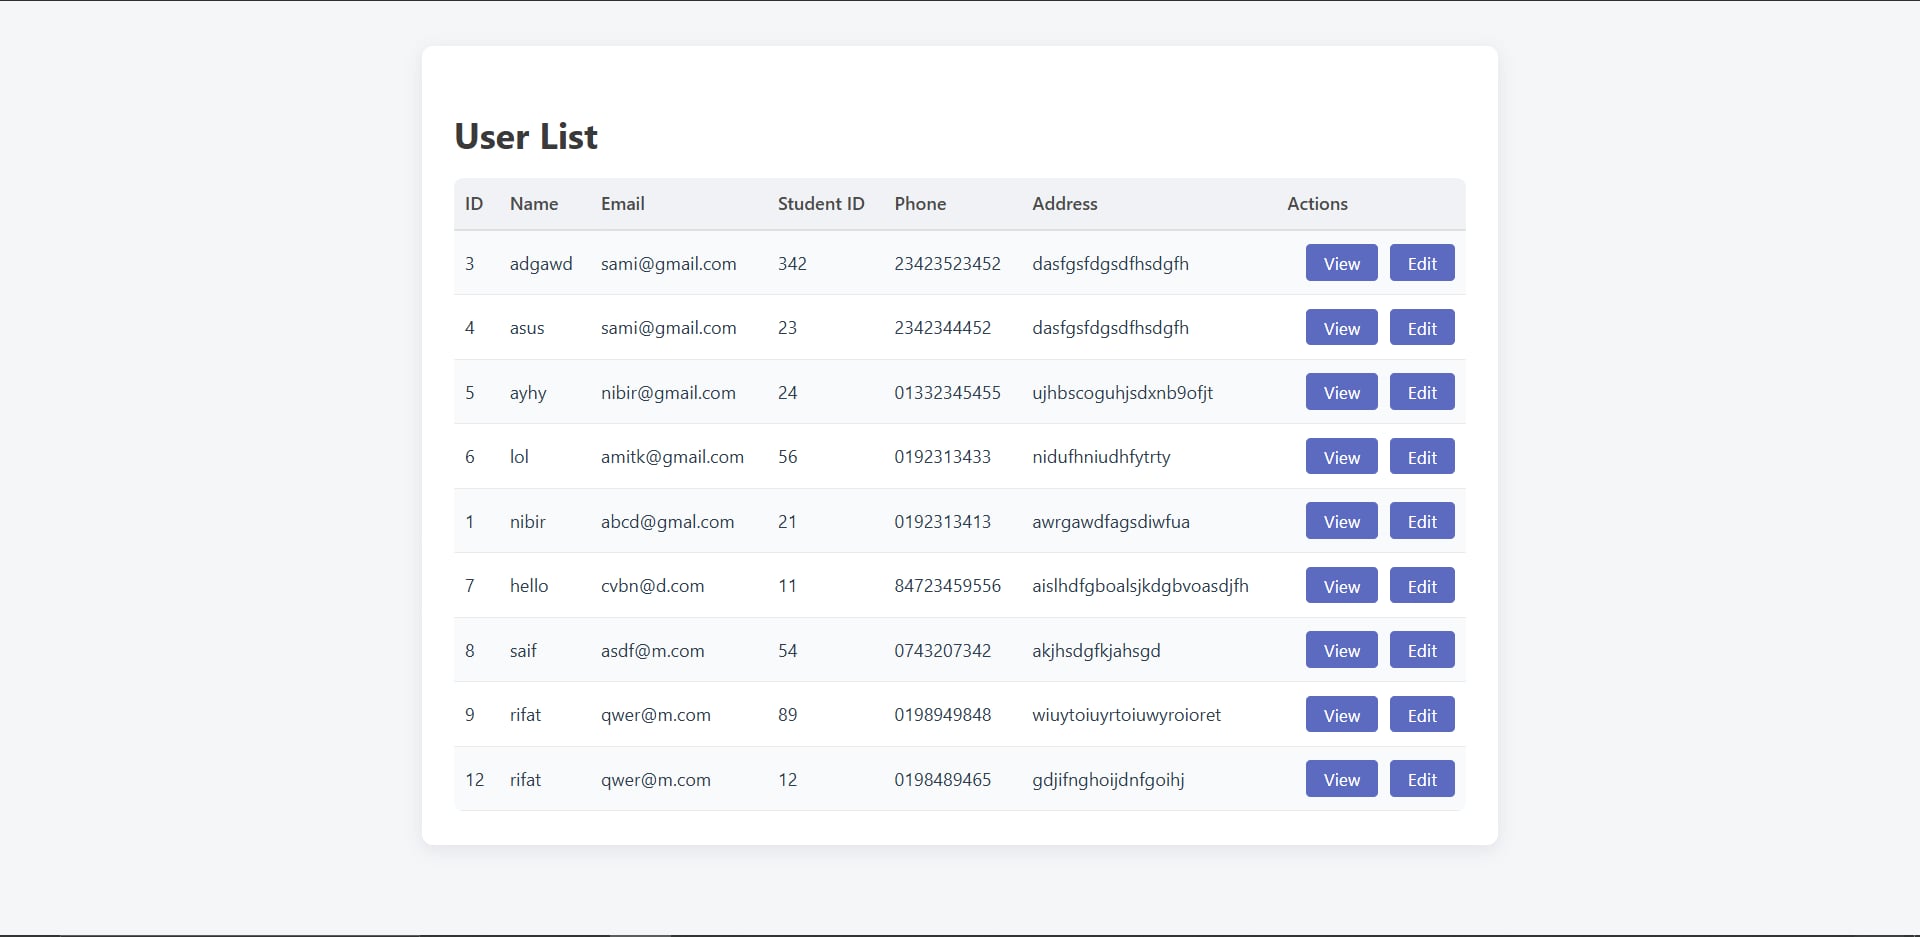 User List
ID Name Email Student ID Phone Address Actions
3 adgawd sami@gmail.com 342 23423523452 dasfgsfdgsdfhsdgfh View Edit
4 asus sami@gmail.com 23 2342344452 dasfgsfdgsdfhsdgfh View Edit
5 ayhy nibir@gmail.com 24 01332345455 ujhbscoguhjsdxnb9ofjt View Edit
6 lol amitk@gmail.com 56 0192313433 nidufhniudhfytrty View Edit
1 nibir abcd@gmal.com 21 0192313413 awrgawdfagsdiwfua View Edit
7 hello cvbn@d.com 11 84723459556 aislhdfgboalsjkdgbvoasdjfh View Edit
8 saif asdf@m.com 54 0743207342 akjhsdgfkjahsgd View Edit
9 rifat qwer@m.com 89 0198949848 wiuytoiuyrtoiuwyroioret View Edit
12 rifat qwer@m.com 12 0198489465 gdjifnghoijdnfgoihj View Edit